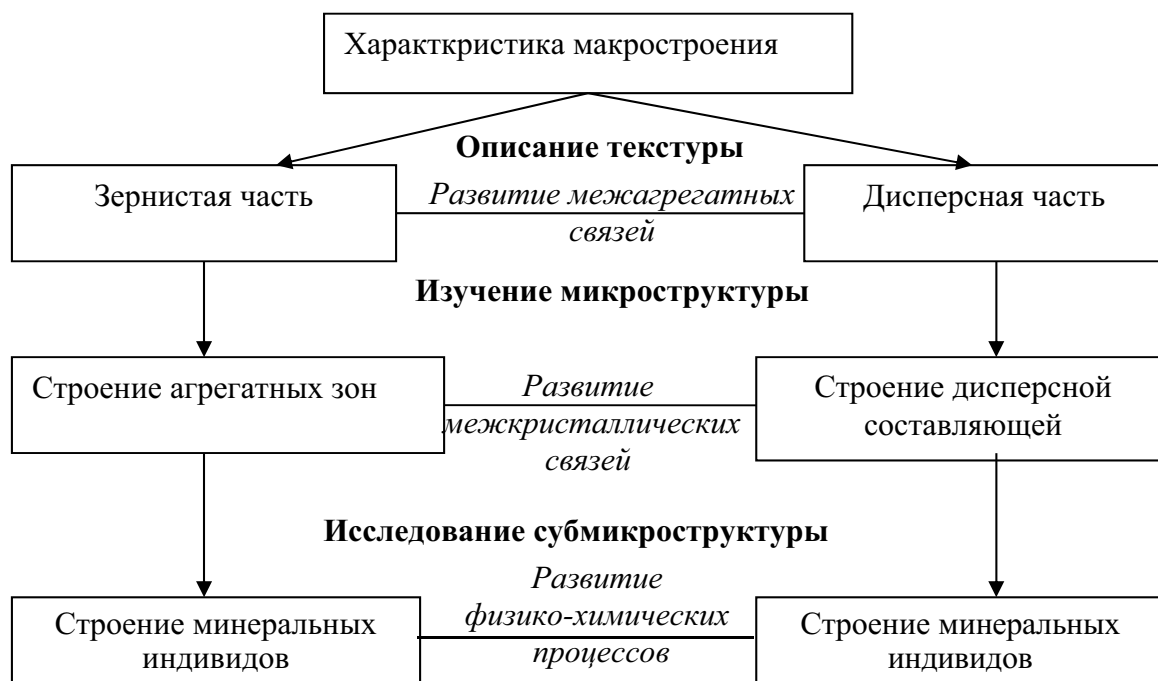 Характкристика макростроения
Описание текстуры
Зернистая часть
Развитие межагрегатных
связей
Дисперсная часть
Изучение микроструктуры
Строение агрегатных зон
Развитие
межкристаллических
связей
Строение дисперсной
составляющей
Исследование субмикроструктуры
Развитие
физико-химических
процессов
Строение минеральных
индивидов
Строение минеральных
индивидов